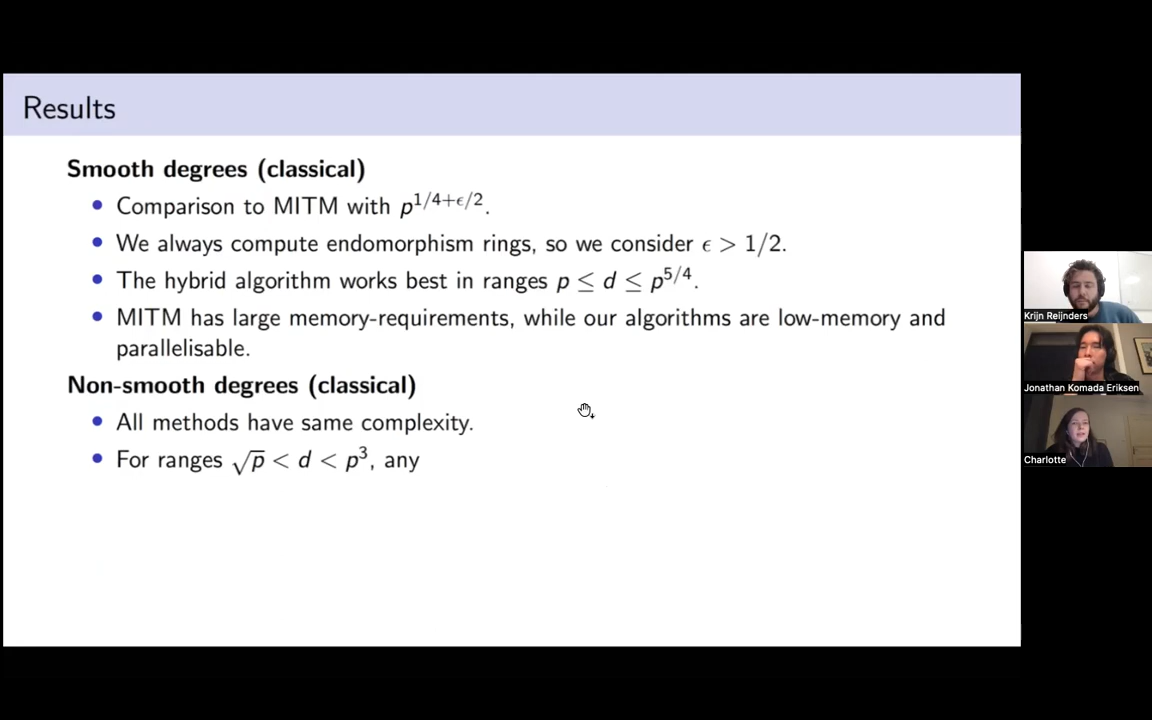 Results
Smooth degrees (classical)
• Comparison to MITM with p^{1/4+ϵ/2}.
• We always compute endomorphism rings, so we consider ϵ > 1/2.
• The hybrid algorithm works best in ranges p ≤ d ≤ p^{5/4}.
• MITM has large memory-requirements, while our algorithms are low-memory and
parallelisable.
Non-smooth degrees (classical)
• All methods have same complexity.
• For ranges √p < d < p^3, any
Krijn Reijnders
Jonathan Komada Eriksen
Charlotte